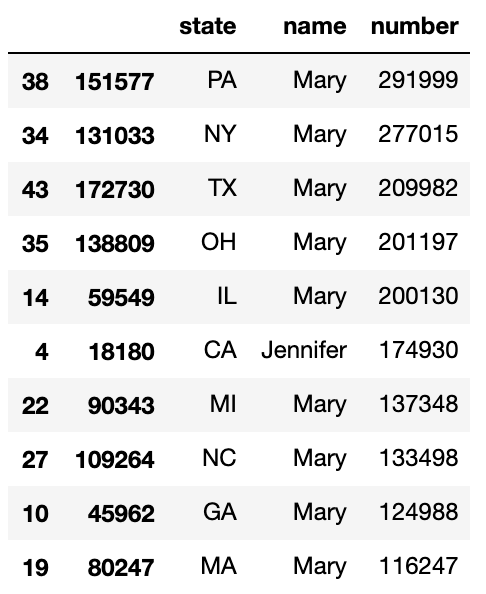 state name number
38 151577 PA Mary 291999
34 131033 NY Mary 277015
43 172730 TX Mary 209982
35 138809 OH Mary 201197
14 59549 IL Mary 200130
4 18180 CA Jennifer 174930
22 90343 MI Mary 137348
27 109264 NC Mary 133498
10 45962 GA Mary 124988
19 80247 MA Mary 116247